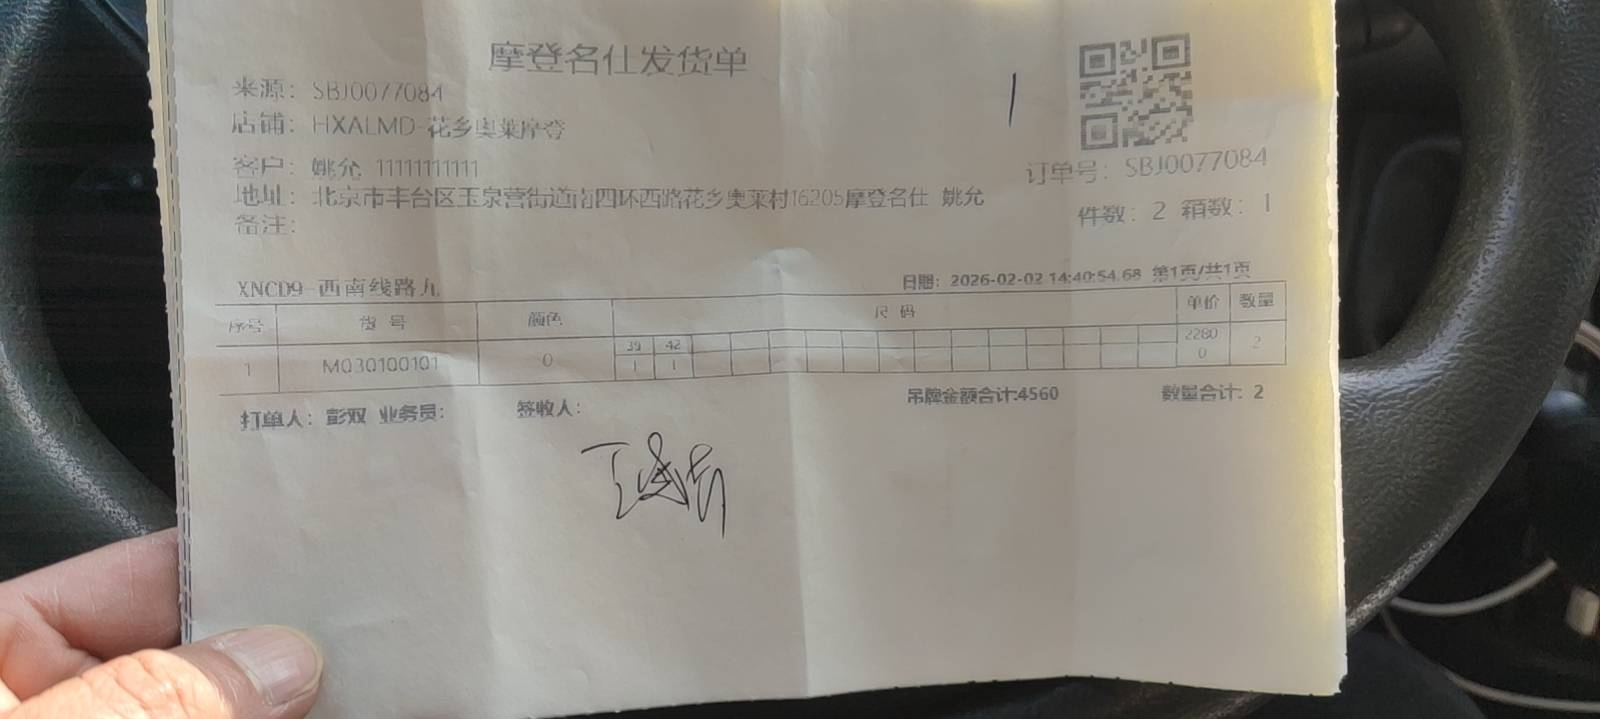 摩登名仕发货单
来源：SBJ0077084
店铺：HXALMD-花乡奥莱摩登
客户：姚允 11111111111
订单号：SBJ0077084
地址：北京市丰台区玉泉营街道南四环西路花乡奥莱村16205摩登名仕 姚允
件数：2 箱数：1
备注：
XNCD9-西南线路九
日期：2026-02-02 14:40:54.68 第1页/共1页
序号 货号 颜色 尺码 单价 数量
39 42
1 M030100101 0 1 1 22800 2
打单人：彭双 业务员： 签收人： 吊牌金额合计:4560 数量合计：2